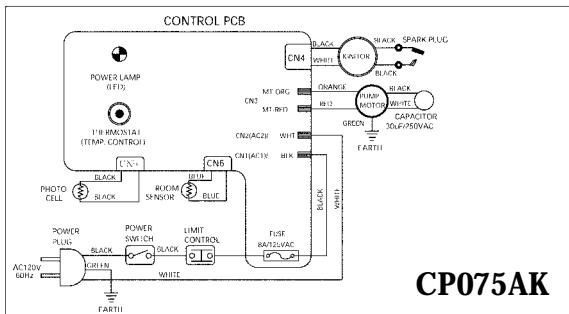 CONTROL PCB
POWER LAMP
(LED)
THERMOSTAT
(TEMP. CONTROL)
CN4
BLACK
WHITE
IGNITOR
BLACK
SPARK PLUG
BLACK
CN3
MT-ORG
ORANGE
MT-RED
RED
PUMP
MOTOR
BLACK
WHITE
CAPACITOR
30uF/250VAC
GREEN
EARTH
CN2(AC2)/
WHT
CN1(AC1)/
BLK
CN6
BLACK
BLACK
BLUE
BLUE
PHOTO
CELL
ROOM
SENSOR
BLACK
WHITE
POWER
PLUG
AC120V
60Hz
BLACK
POWER
SWITCH
BLACK
LIMIT
CONTROL
FUSE
8A/125VAC
GREEN
WHITE
EARTH
CP075AK